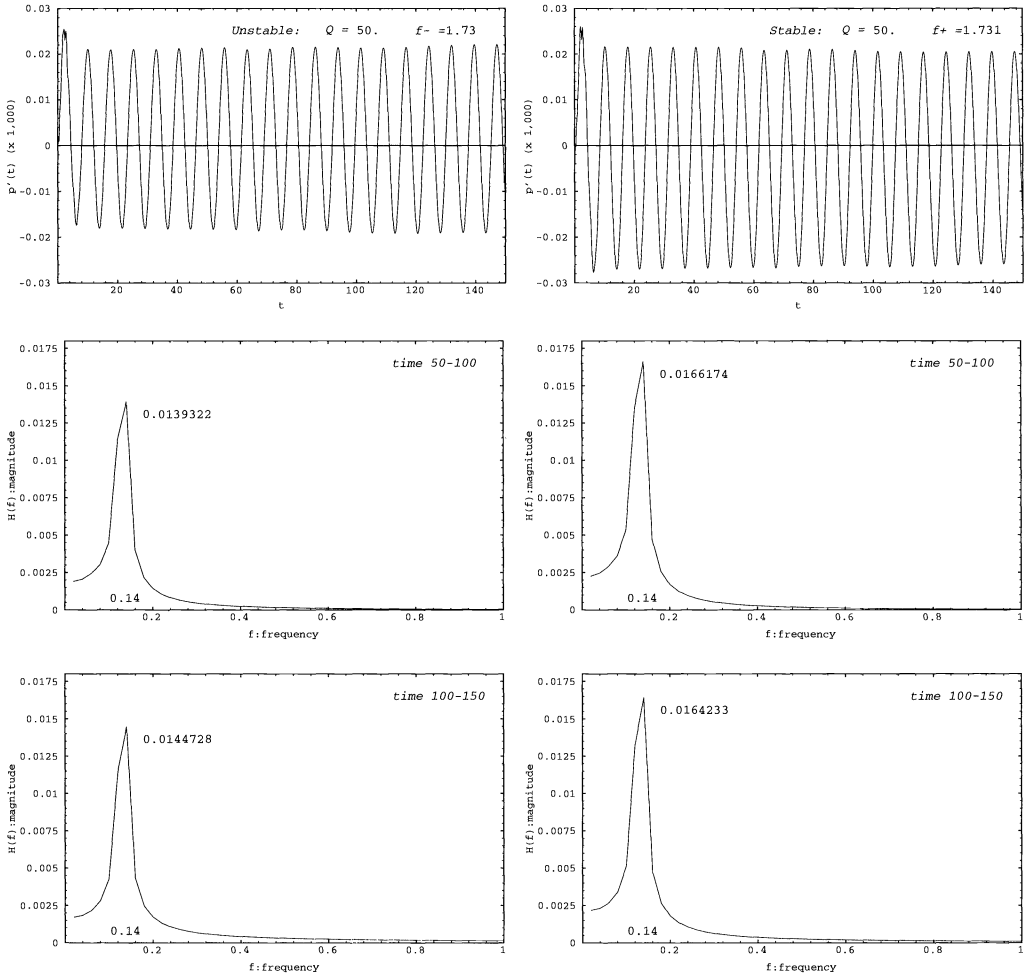 Unstable: Q = 50. f- =1.73
p'(t) (x 1,000)
0.03
0.02
0.01
0
-0.01
-0.02
-0.03
20 40 60 80 100 120 140
t
Stable: Q = 50. f+ =1.731
p'(t) (x 1,000)
0.03
0.02
0.01
0
-0.01
-0.02
-0.03
20 40 60 80 100 120 140
t
time 50-100
0.0139322
H(f):magnitude
0.0175
0.015
0.0125
0.01
0.0075
0.005
0.0025
0
0.14
0.2 0.4 0.6 0.8 1
f:frequency
time 50-100
0.0166174
H(f):magnitude
0.0175
0.015
0.0125
0.01
0.0075
0.005
0.0025
0
0.14
0.2 0.4 0.6 0.8 1
f:frequency
time 100-150
0.0144728
H(f):magnitude
0.0175
0.015
0.0125
0.01
0.0075
0.005
0.0025
0
0.14
0.2 0.4 0.6 0.8 1
f:frequency
time 100-150
0.0164233
H(f):magnitude
0.0175
0.015
0.0125
0.01
0.0075
0.005
0.0025
0
0.14
0.2 0.4 0.6 0.8 1
f:frequency